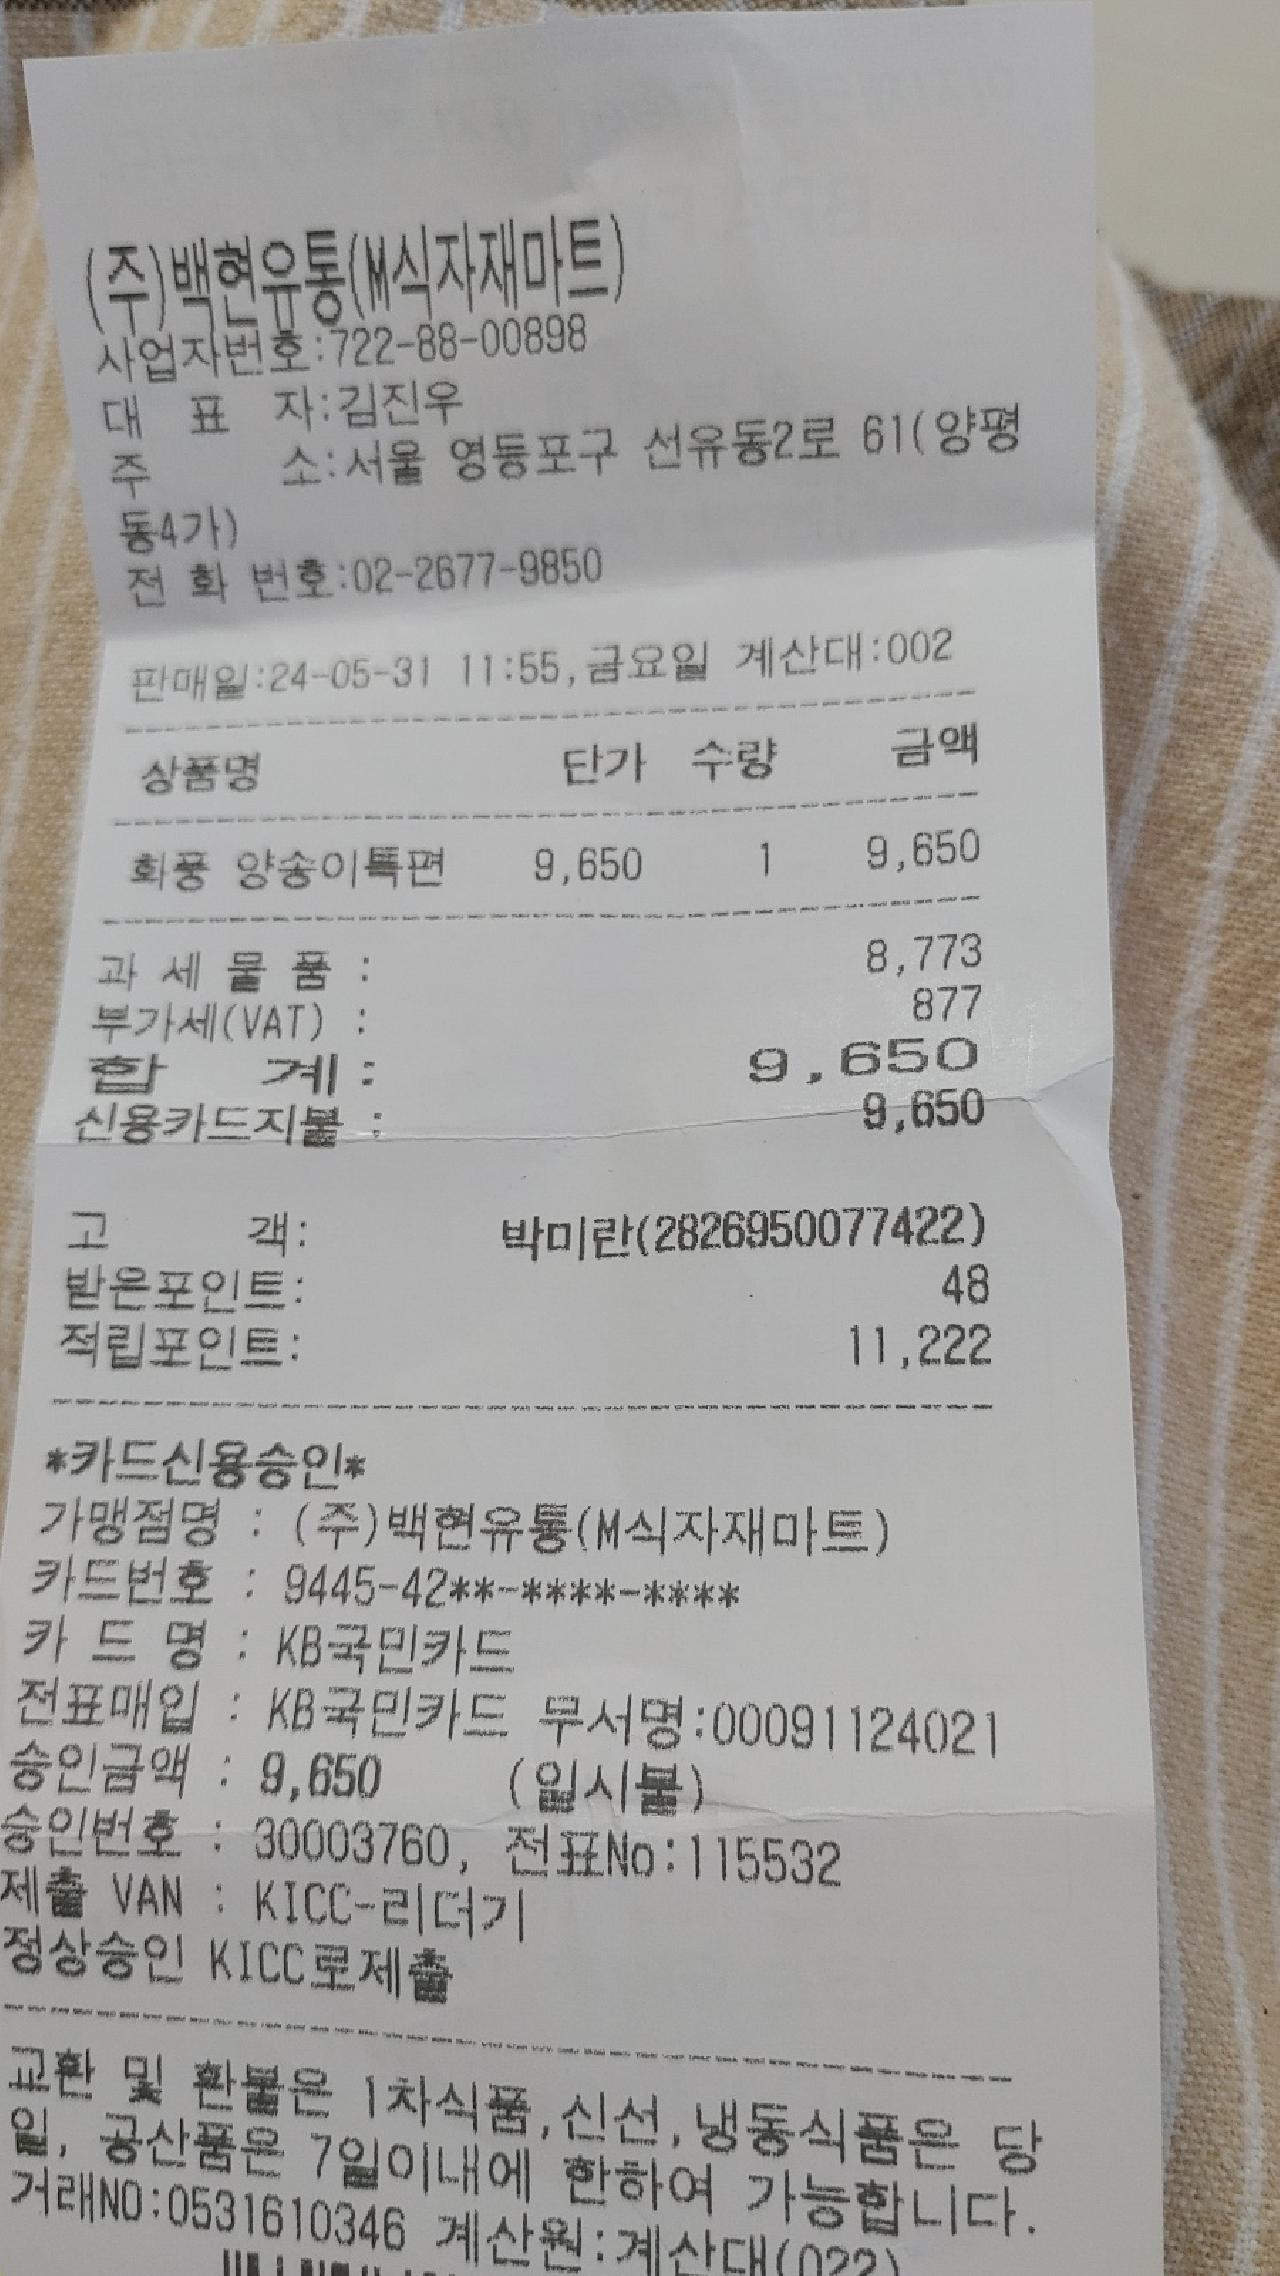 (주)백현유통(M식자재마트)
사업자번호:722-88-00898
대 표 자:김진우
주 소:서울 영등포구 선유동2로 61(양평
동4가)
전 화 번호:02-2677-9850
판매일:24-05-31 11:55,금요일 계산대:002
상품명 단가 수량 금액
화풍 양송이특편 9,650 1 9,650
과 세 물 품 : 8,773
부가세(VAT) : 877
합 계: 9,650
신용카드지불 : 9,650
고 객: 박미란(2826950077422)
받은포인트: 48
적립포인트: 11,222
*카드신용승인*
가맹점명 : (주)백현유통(M식자재마트)
카드번호 : 9445-42**-****-****
카 드 명 : KB국민카드
전표매입 : KB국민카드 무서명:00091124021
승인금액 : 9,650 (일시불)
승인번호 : 30003760, 전표No:115532
제출 VAN : KICC-리더기
정상승인 KICC로제출
교환 및 환불은 1차식품,신선,냉동식품은 당
일, 공산품은 7일이내에 한하여 가능합니다.
거래NO:0531610346 계산원:계산대(022)